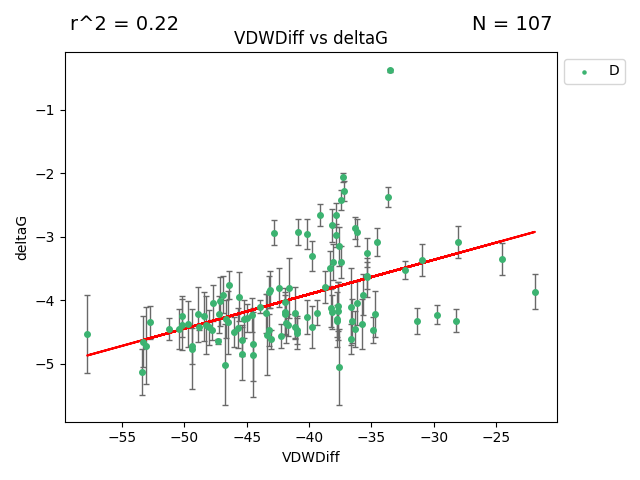 r^2 = 0.22
N = 107
VDWDiff vs deltaG
D
deltaG
−1
−2
−3
−4
−5
−55
−50
−45
−40
−35
−30
−25
VDWDiff